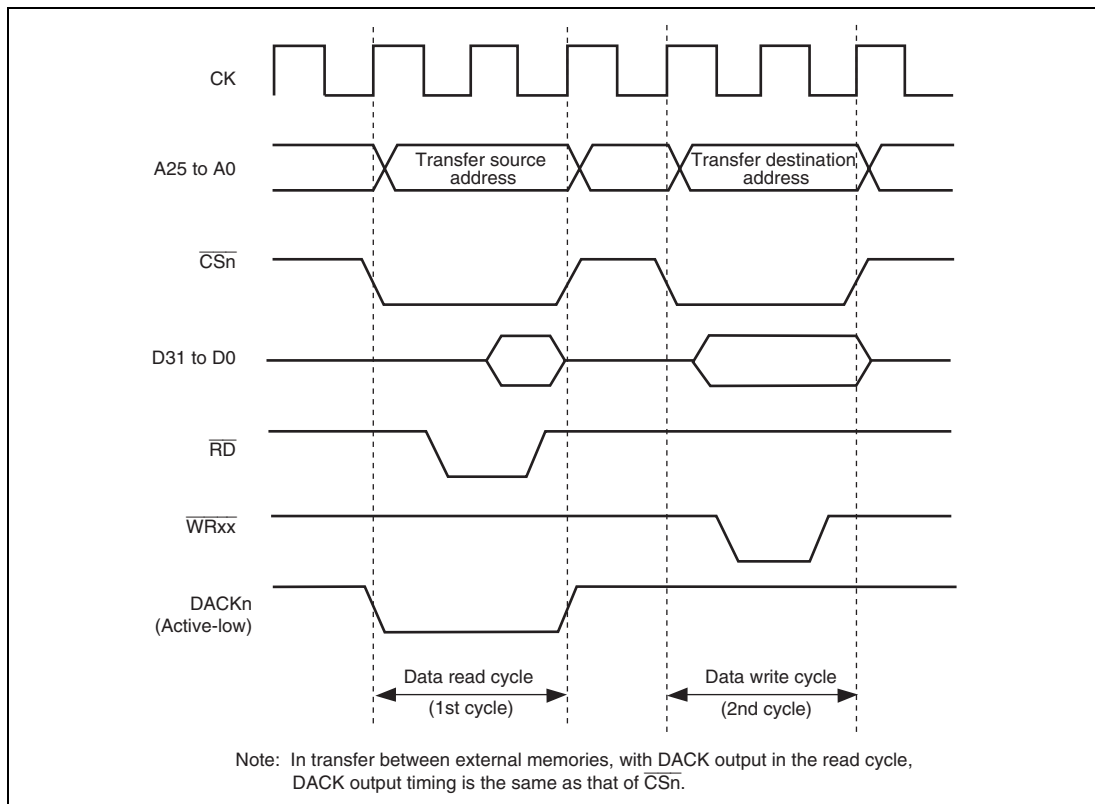 CK
A25 to A0
Transfer source
address
Transfer destination
address
CSn
D31 to D0
RD
WRxx
DACKn
(Active-low)
Data read cycle
(1st cycle)
Data write cycle
(2nd cycle)
Note: In transfer between external memories, with DACK output in the read cycle,
DACK output timing is the same as that of CSn.